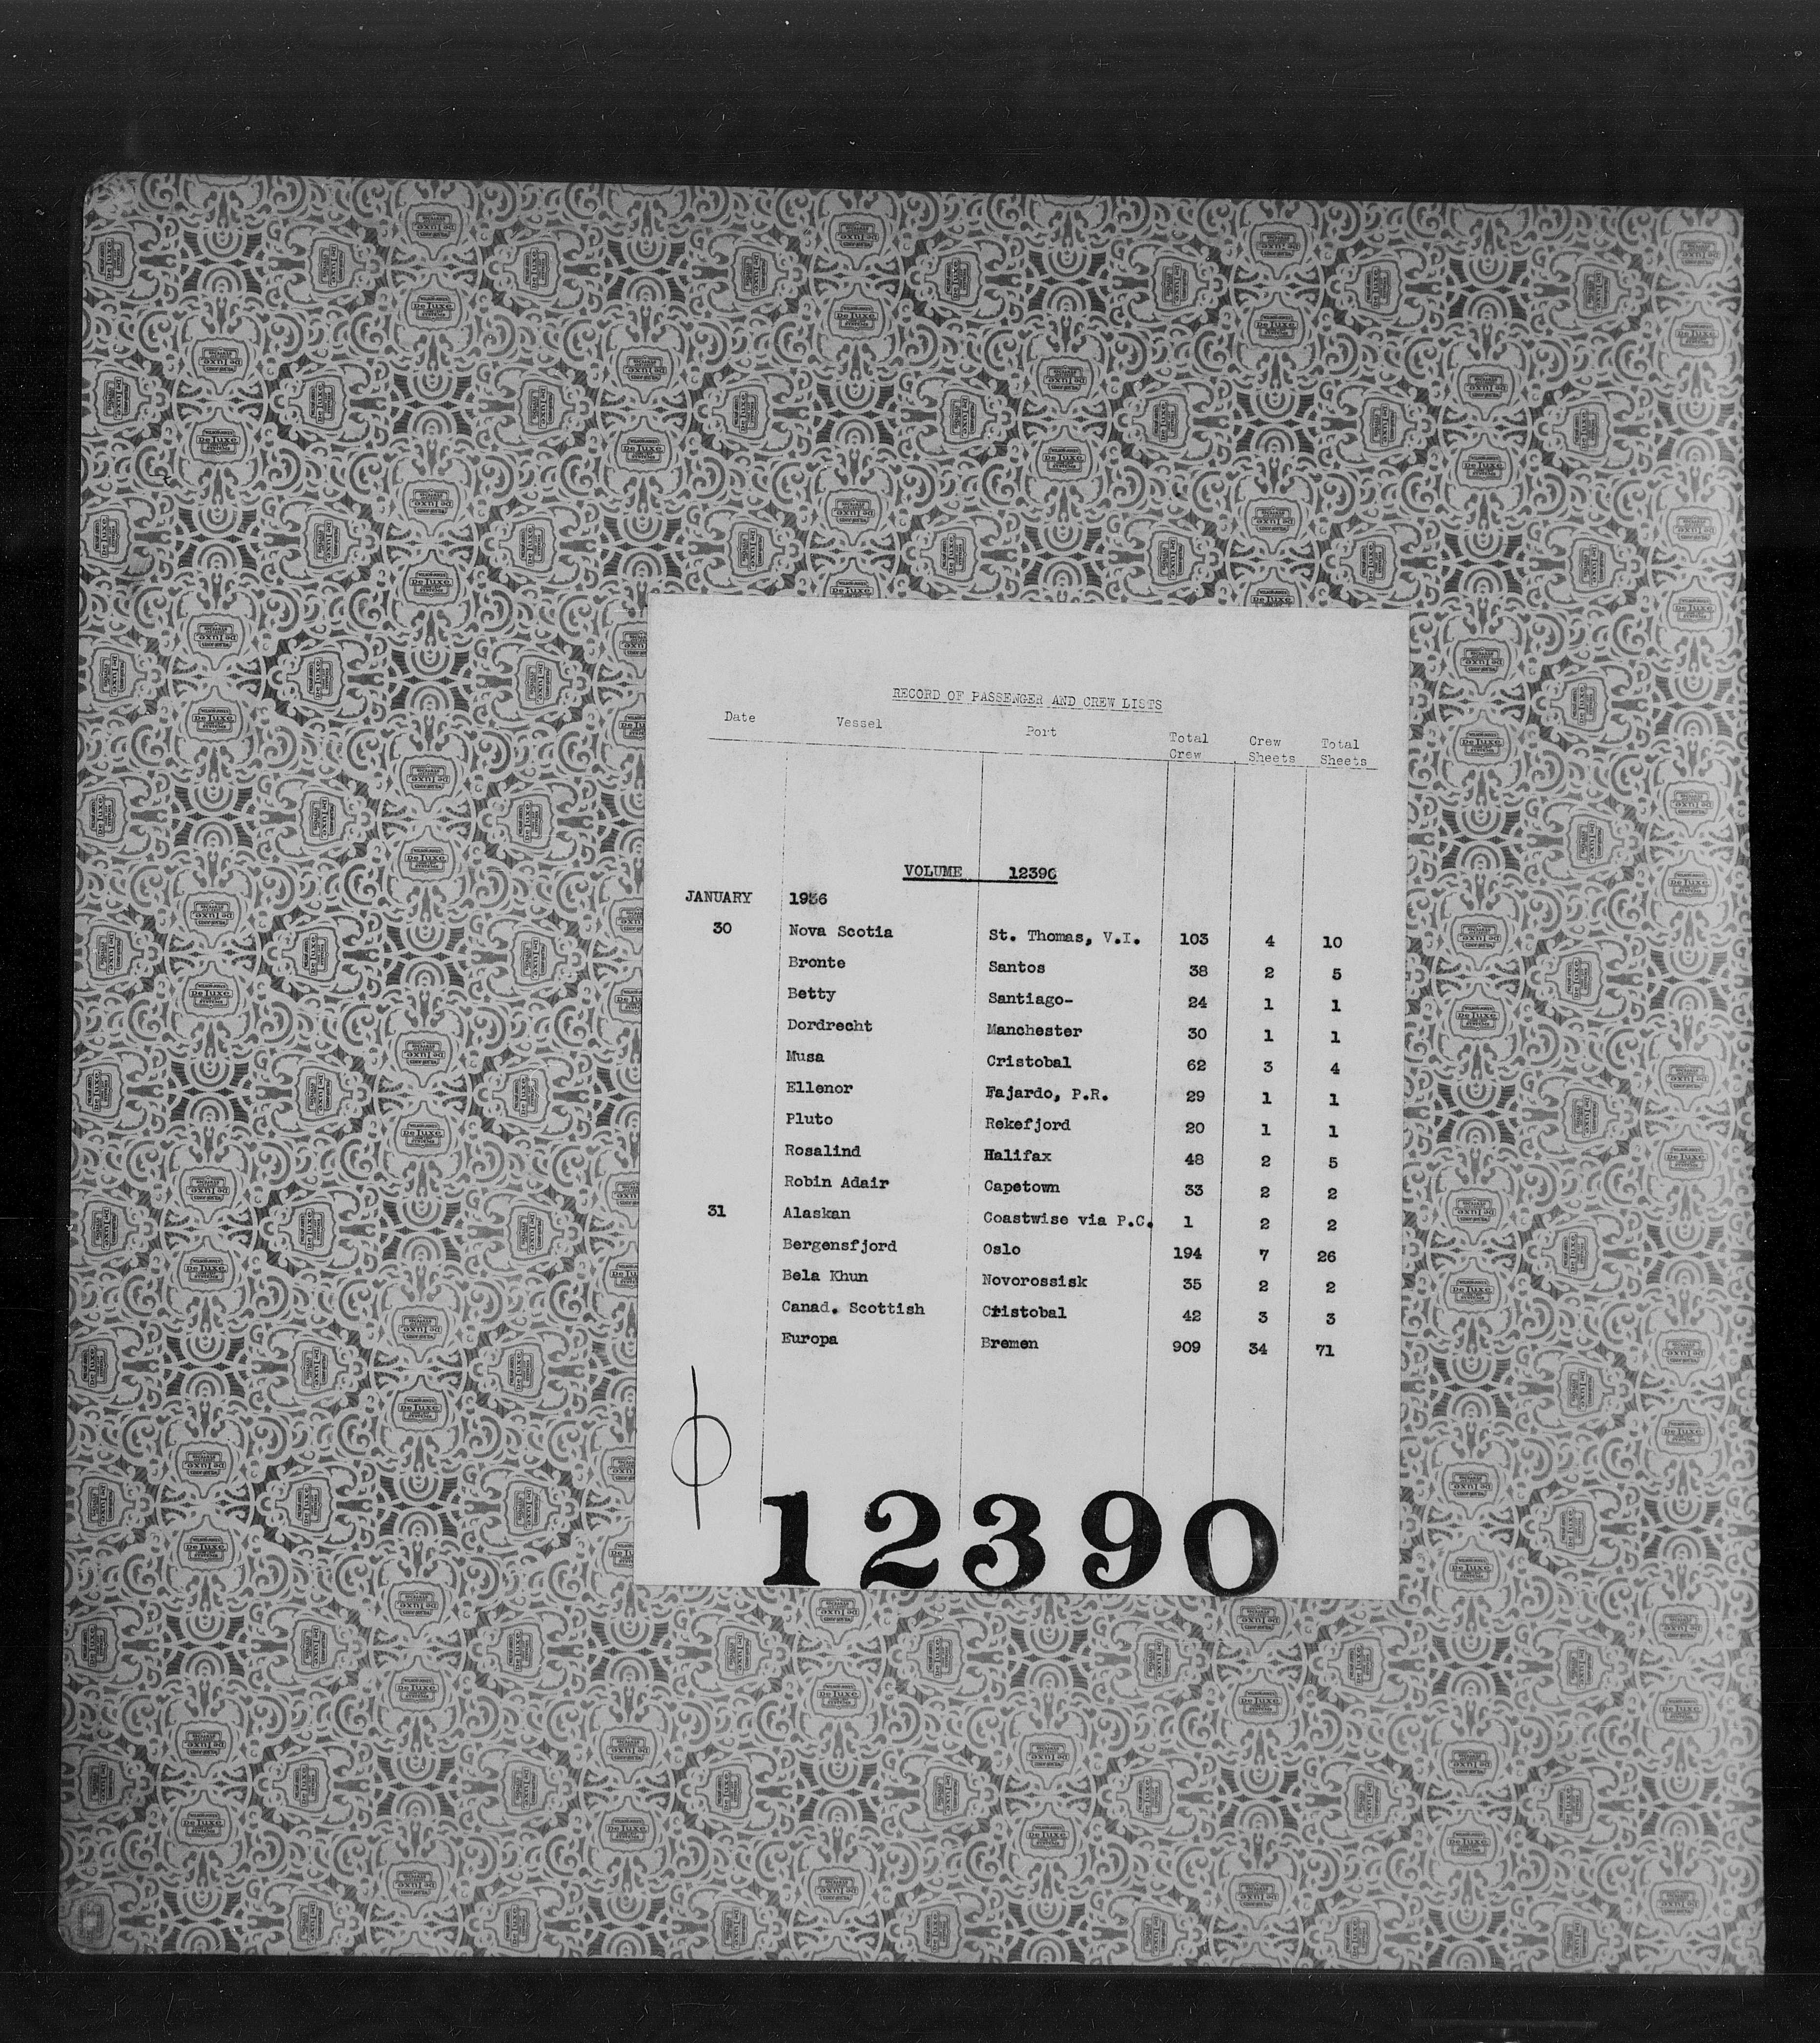 RECORD OF PASSENGER AND CREW LISTS
Date Vessel Port Total Crew Crew Sheets Total Sheets
VOLUME 12390
JANUARY 1936
30 Nova Scotia St. Thomas, V.I. 103 4 10
Bronte Santos 38 2 5
Betty Santiago- 24 1 1
Dordrecht Manchester 30 1 1
Musa Cristobal 62 3 4
Ellenor Fajardo, P.R. 29 1 1
Pluto Rekefjord 20 1 1
Rosalind Halifax 48 2 5
Robin Adair Capetown 33 2 2
31 Alaskan Coastwise via P.C. 1 2 2
Bergensfjord Oslo 194 7 26
Bela Khun Novorossisk 35 2 2
Canad. Scottish Cristobal 42 3 3
Europa Bremen 909 34 71
12390